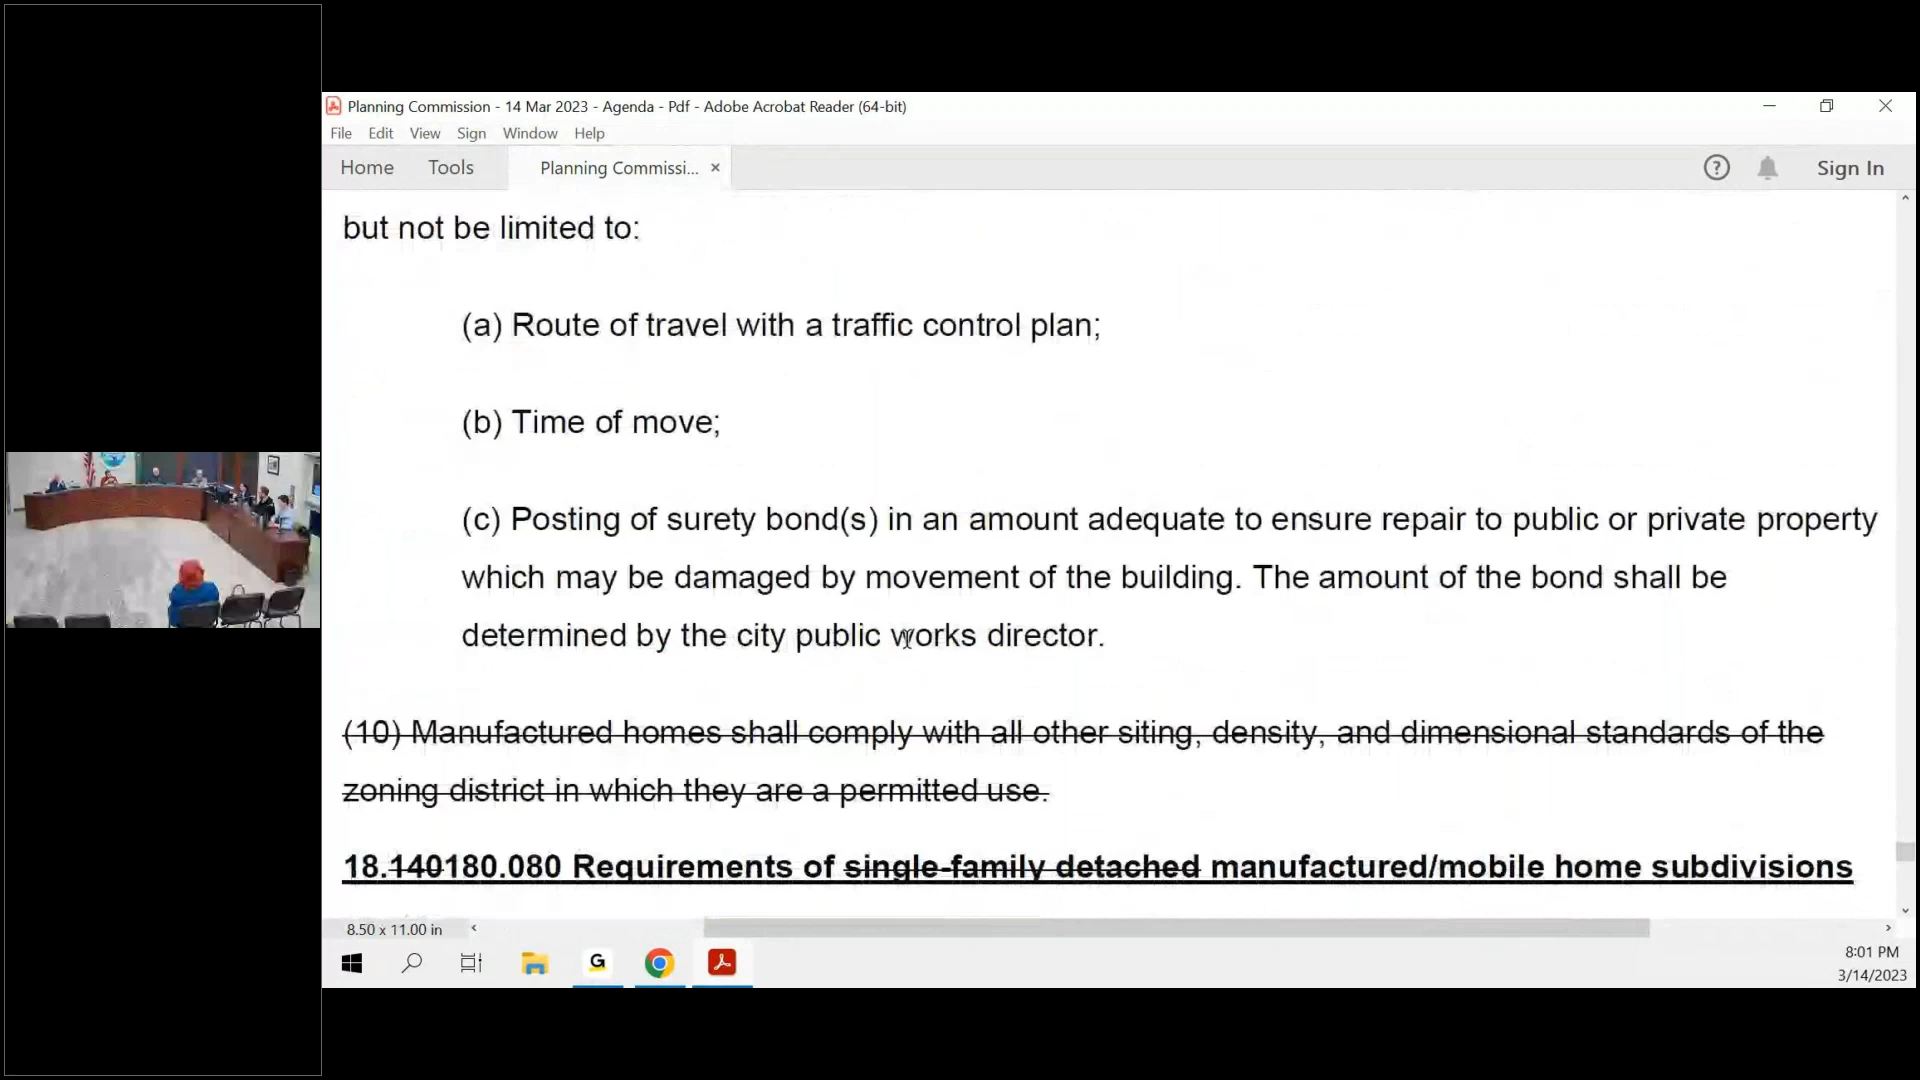 Planning Commission - 14 Mar 2023 - Agenda - Pdf - Adobe Acrobat Reader (64-bit)
File Edit View Sign Window Help
Home Tools Planning Commissi... × Sign In
but not be limited to:
(a) Route of travel with a traffic control plan;
(b) Time of move;
(c) Posting of surety bond(s) in an amount adequate to ensure repair to public or private property
which may be damaged by movement of the building. The amount of the bond shall be
determined by the city public works director.
(10) Manufactured homes shall comply with all other siting, density, and dimensional standards of the
zoning district in which they are a permitted use.
18.140180.080 Requirements of single-family detached manufactured/mobile home subdivisions
8.50 x 11.00 in
G
8:01 PM
3/14/2023